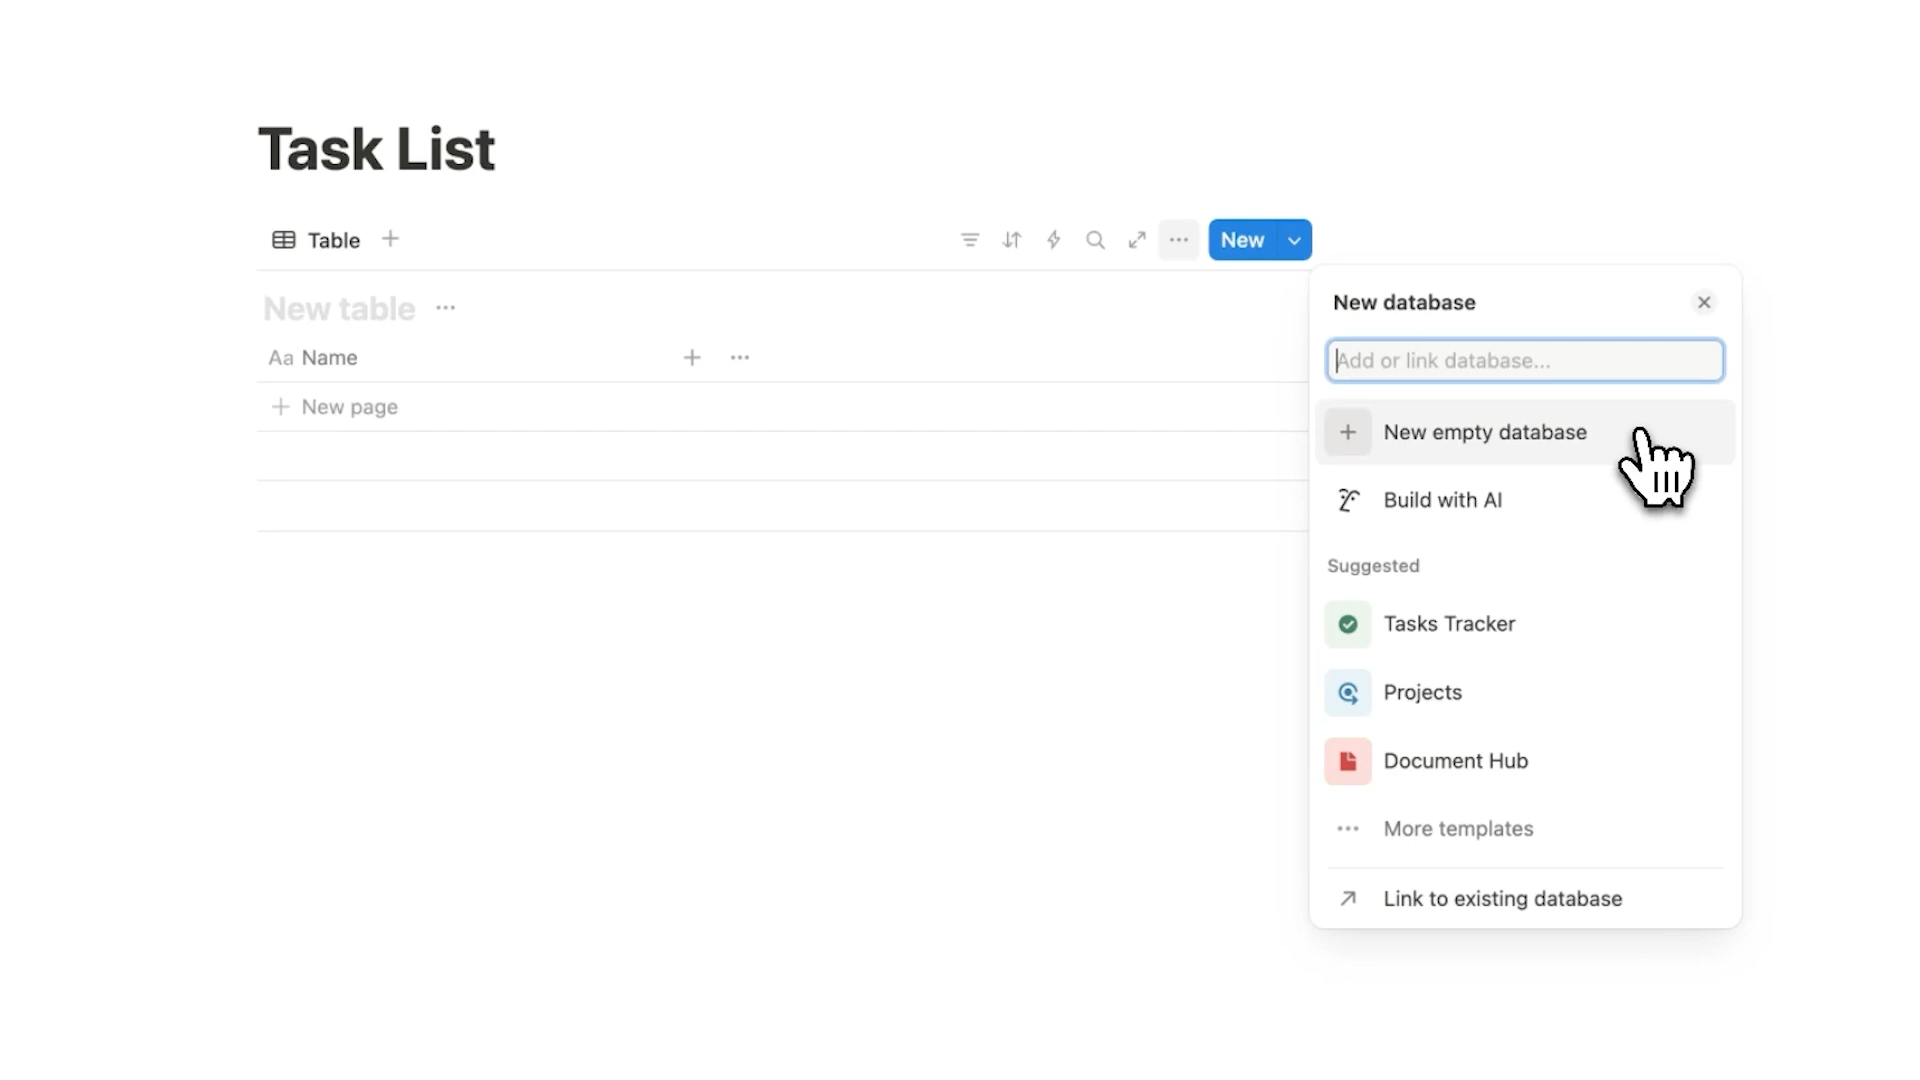 Task List
Table
New
New table
Aa Name
New page
New database
Add or link database...
New empty database
Build with AI
Suggested
Tasks Tracker
Projects
Document Hub
More templates
Link to existing database